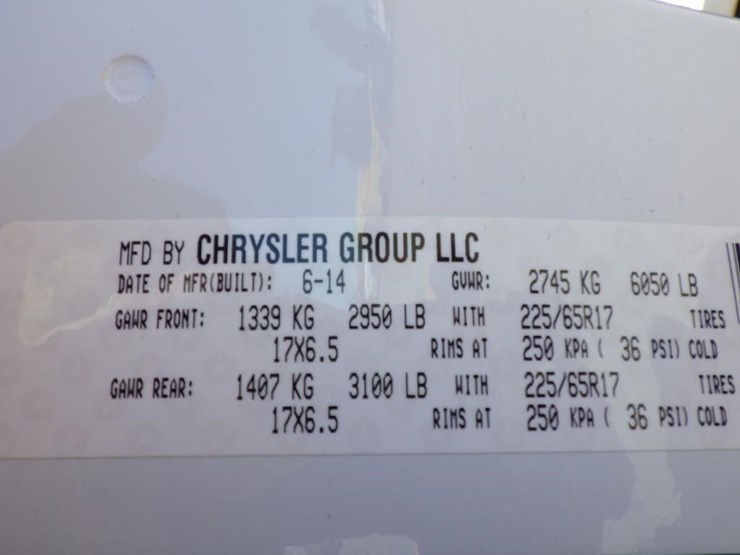 MFD BY CHRYSLER GROUP LLC
DATE OF MFR(BUILT): 6-14 GVWR: 2745 KG 6050 LB
GAWR FRONT: 1339 KG 2950 LB WITH 225/65R17 TIRES
17X6.5 RIMS AT 250 KPA ( 36 PSI) COLD
GAWR REAR: 1407 KG 3100 LB WITH 225/65R17 TIRES
17X6.5 RIMS AT 250 KPA ( 36 PSI) COLD